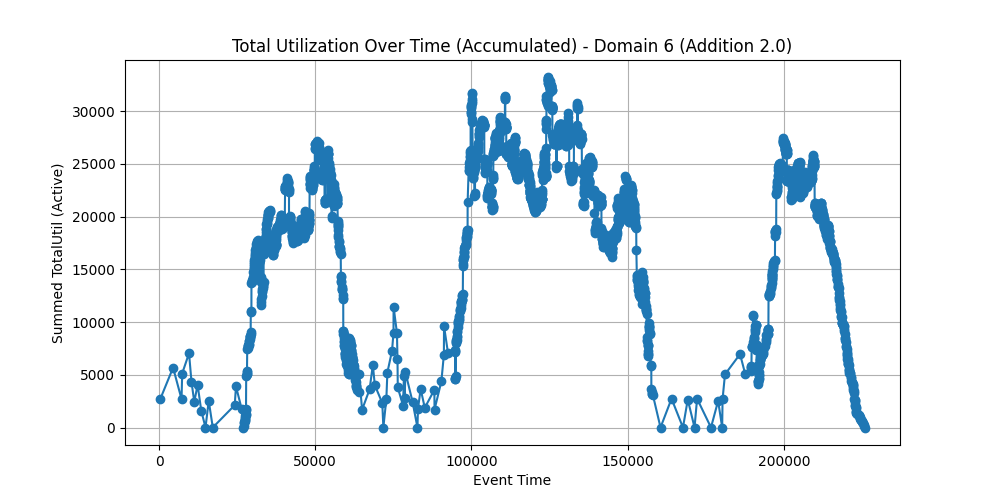 Total Utilization Over Time (Accumulated) - Domain 6 (Addition 2.0)
Summed TotalUtil (Active)
30000
25000
20000
15000
10000
5000
0
0 50000 100000 150000 200000
Event Time